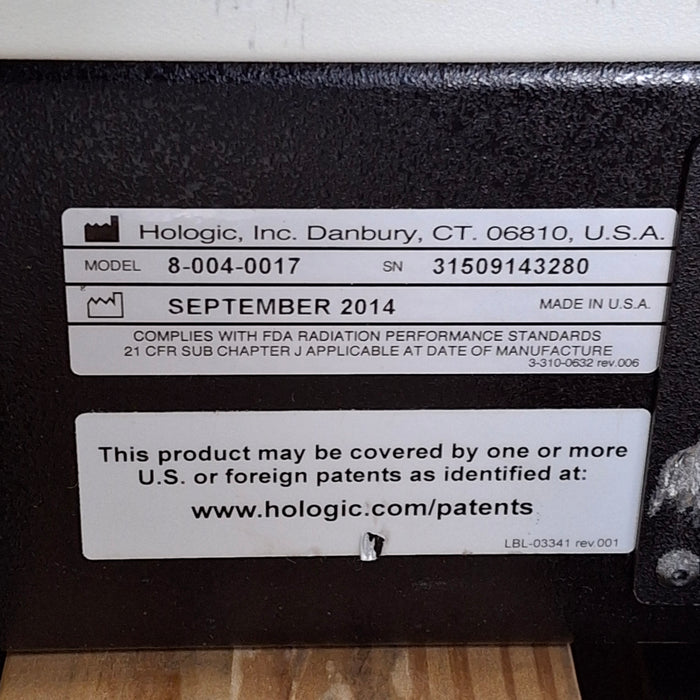 Hologic, Inc. Danbury, CT. 06810, U.S.A.
MODEL 8-004-0017 SN 31509143280
SEPTEMBER 2014 MADE IN U.S.A.
COMPLIES WITH FDA RADIATION PERFORMANCE STANDARDS
21 CFR SUB CHAPTER J APPLICABLE AT DATE OF MANUFACTURE
3-310-0632 rev.006
This product may be covered by one or more
U.S. or foreign patents as identified at:
www.hologic.com/patents
LBL-03341 rev.001